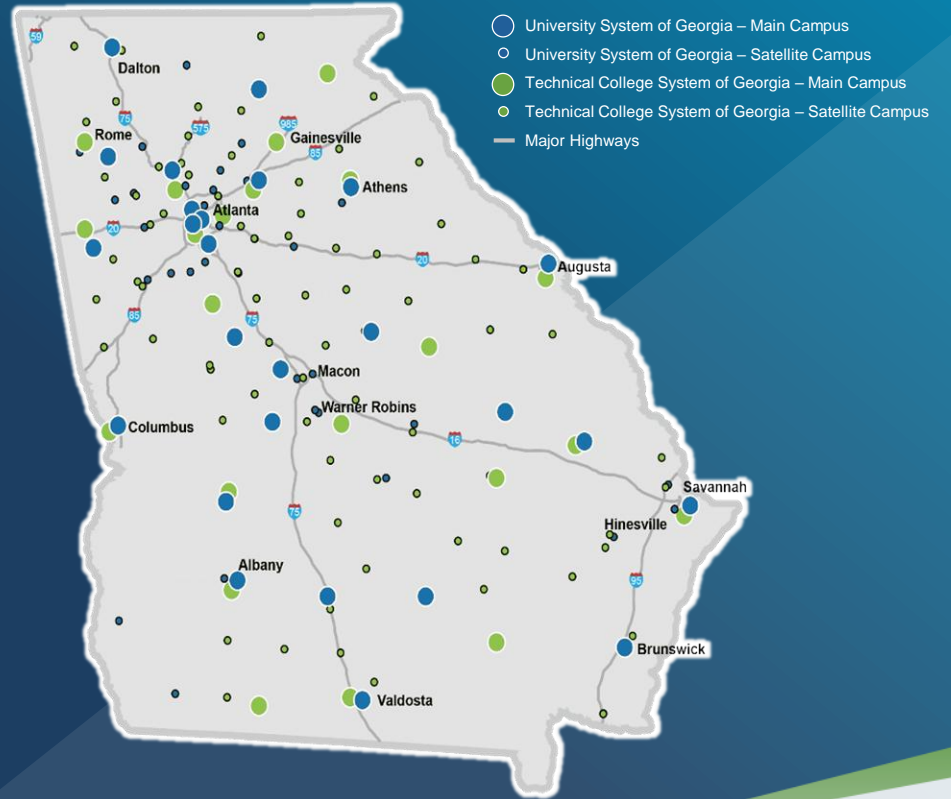 University System of Georgia – Main Campus
University System of Georgia – Satellite Campus
Technical College System of Georgia – Main Campus
Technical College System of Georgia – Satellite Campus
Major Highways
59
Dalton
75
575
985
Rome
Gainesville
85
Athens
Atlanta
20
20
Augusta
85
75
Macon
Warner Robins
Columbus
16
Savannah
75
Hinesville
Albany
95
Brunswick
Valdosta